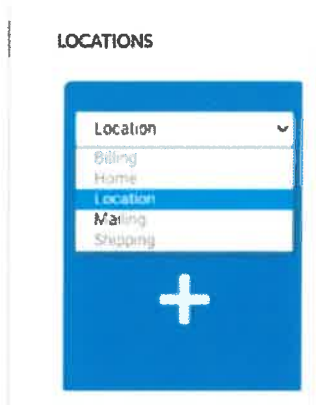 LOCATIONS
Location
Billing
Home
Location
Mailing
Shipping